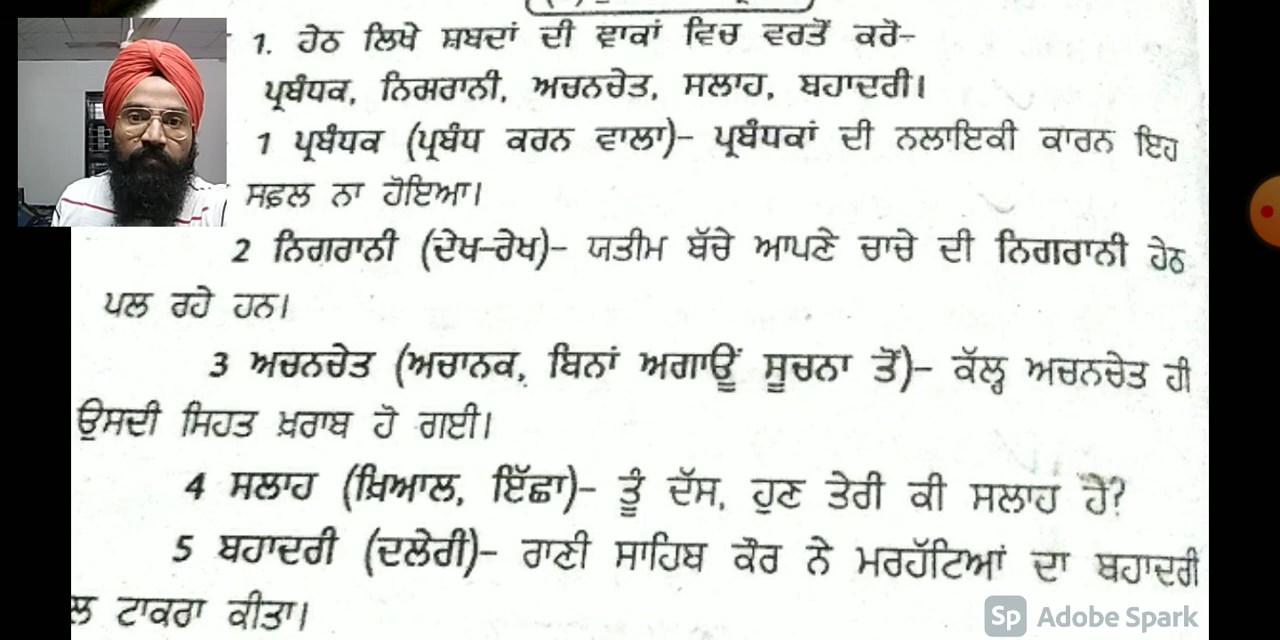 1. ਹੇਠ ਲਿਖੇ ਸ਼ਬਦਾਂ ਦੀ ਵਾਕਾਂ ਵਿਚ ਵਰਤੋਂ ਕਰੋ-
ਪ੍ਰਬੰਧਕ, ਨਿਗਰਾਨੀ, ਅਚਨਚੇਤ, ਸਲਾਹ, ਬਹਾਦਰੀ।
1 ਪ੍ਰਬੰਧਕ (ਪ੍ਰਬੰਧ ਕਰਨ ਵਾਲਾ)- ਪ੍ਰਬੰਧਕਾਂ ਦੀ ਨਲਾਇਕੀ ਕਾਰਨ ਇਹ
ਸਫ਼ਲ ਨਾ ਹੋਇਆ।
2 ਨਿਗਰਾਨੀ (ਦੇਖ-ਰੇਖ)- ਯਤੀਮ ਬੱਚੇ ਆਪਣੇ ਚਾਚੇ ਦੀ ਨਿਗਰਾਨੀ ਹੇਠ
ਪਲ ਰਹੇ ਹਨ।
3 ਅਚਨਚੇਤ (ਅਚਾਨਕ, ਬਿਨਾਂ ਅਗਾਊਂ ਸੂਚਨਾ ਤੋਂ)- ਕੱਲ੍ਹ ਅਚਨਚੇਤ ਹੀ
ਉਸਦੀ ਸਿਹਤ ਖ਼ਰਾਬ ਹੋ ਗਈ।
4 ਸਲਾਹ (ਖ਼ਿਆਲ, ਇੱਛਾ)- ਤੂੰ ਦੱਸ, ਹੁਣ ਤੇਰੀ ਕੀ ਸਲਾਹ ਹੈ?
5 ਬਹਾਦਰੀ (ਦਲੇਰੀ)- ਰਾਣੀ ਸਾਹਿਬ ਕੌਰ ਨੇ ਮਰਹੱਟਿਆਂ ਦਾ ਬਹਾਦਰੀ
ਲ ਟਾਕਰਾ ਕੀਤਾ।
Sp Adobe Spark